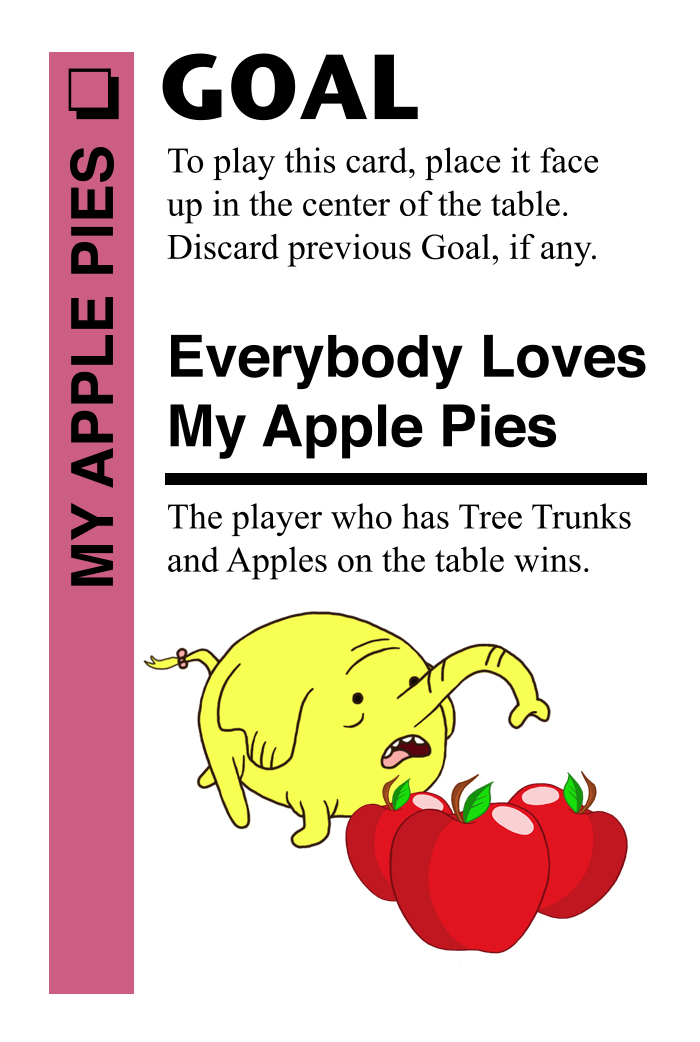 MY APPLE PIES
GOAL
To play this card, place it face
up in the center of the table.
Discard previous Goal, if any.
Everybody Loves
My Apple Pies
The player who has Tree Trunks
and Apples on the table wins.